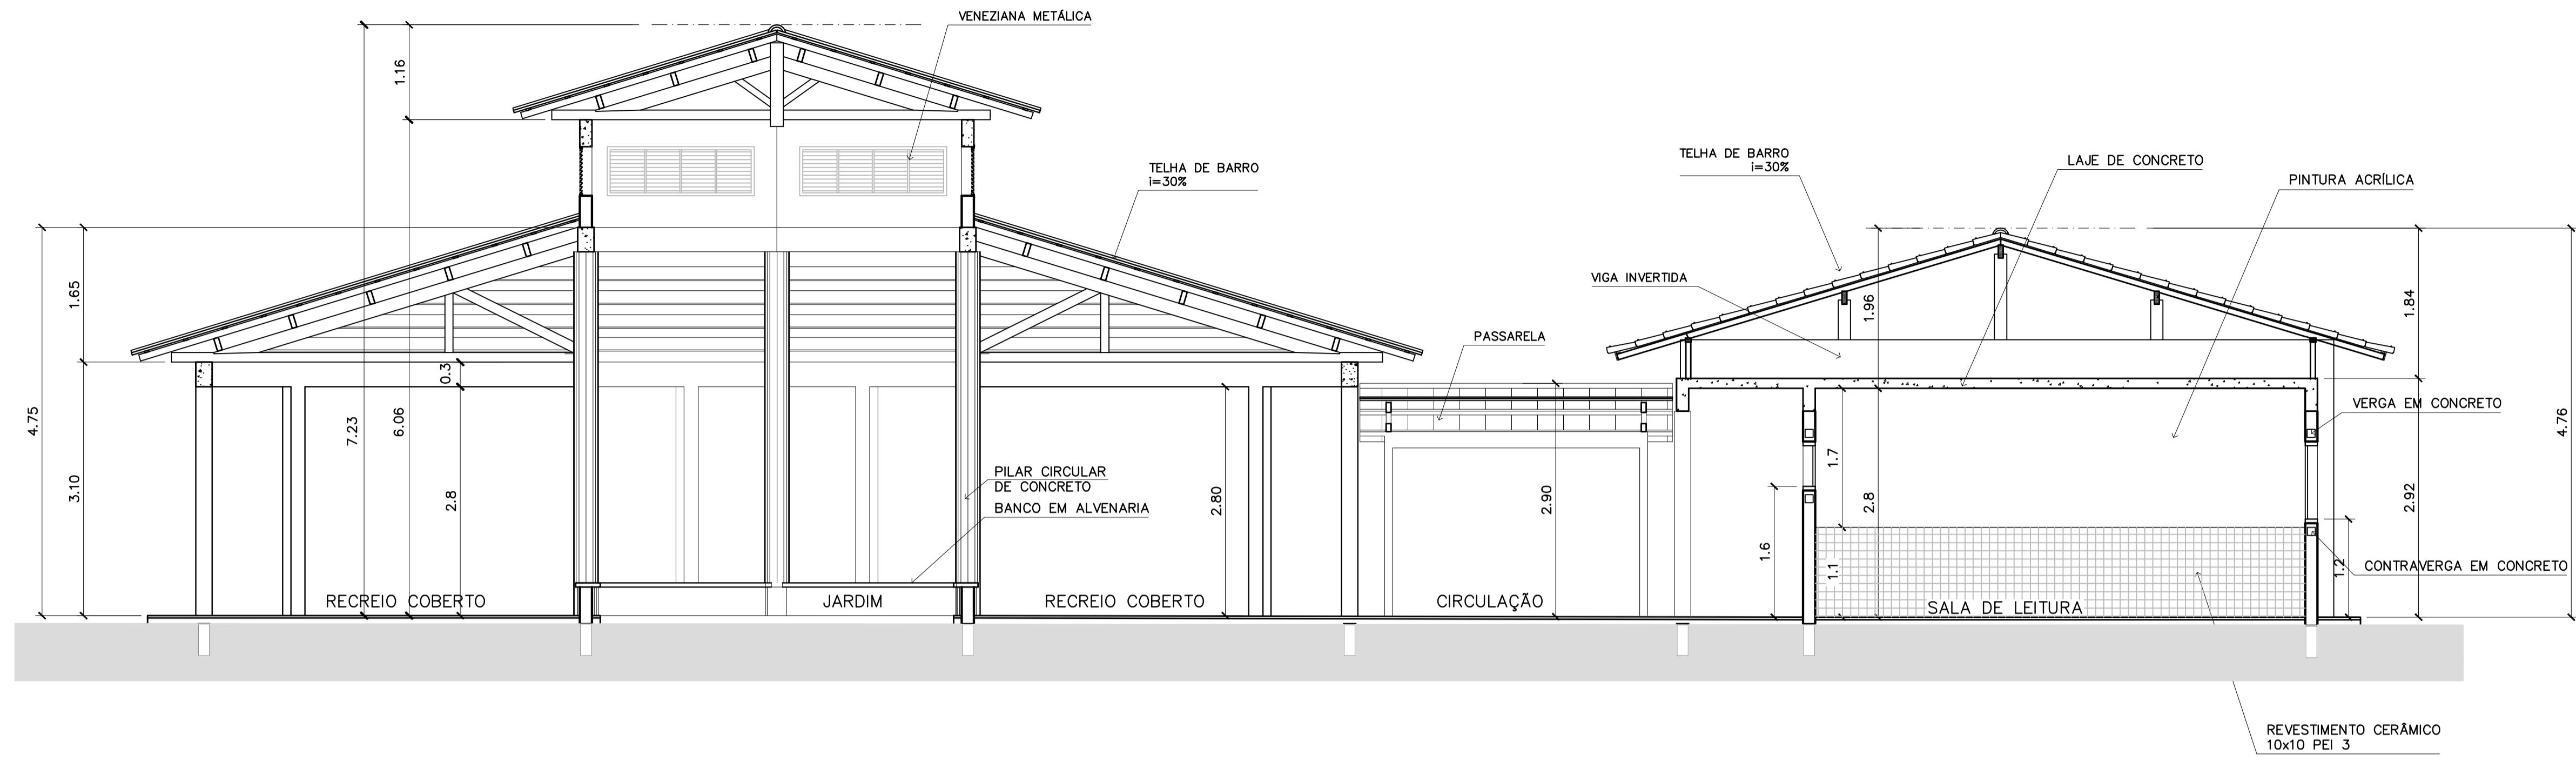 VENEZIANA METÁLICA
1.16
TELHA DE BARRO
i=30%
TELHA DE BARRO
i=30%
LAJE DE CONCRETO
PINTURA ACRÍLICA
VIGA INVERTIDA
PASSARELA
1.65
1.96
1.84
0.3
4.75
3.10
7.23
6.06
2.8
PILAR CIRCULAR
DE CONCRETO
BANCO EM ALVENARIA
2.80
2.90
1.7
2.8
1.6
1.1
VERGA EM CONCRETO
4.76
2.92
1.2
CONTRAVERGA EM CONCRETO
RECREIO COBERTO
JARDIM
RECREIO COBERTO
CIRCULAÇÃO
SALA DE LEITURA
REVESTIMENTO CERÂMICO
10x10 PEI 3